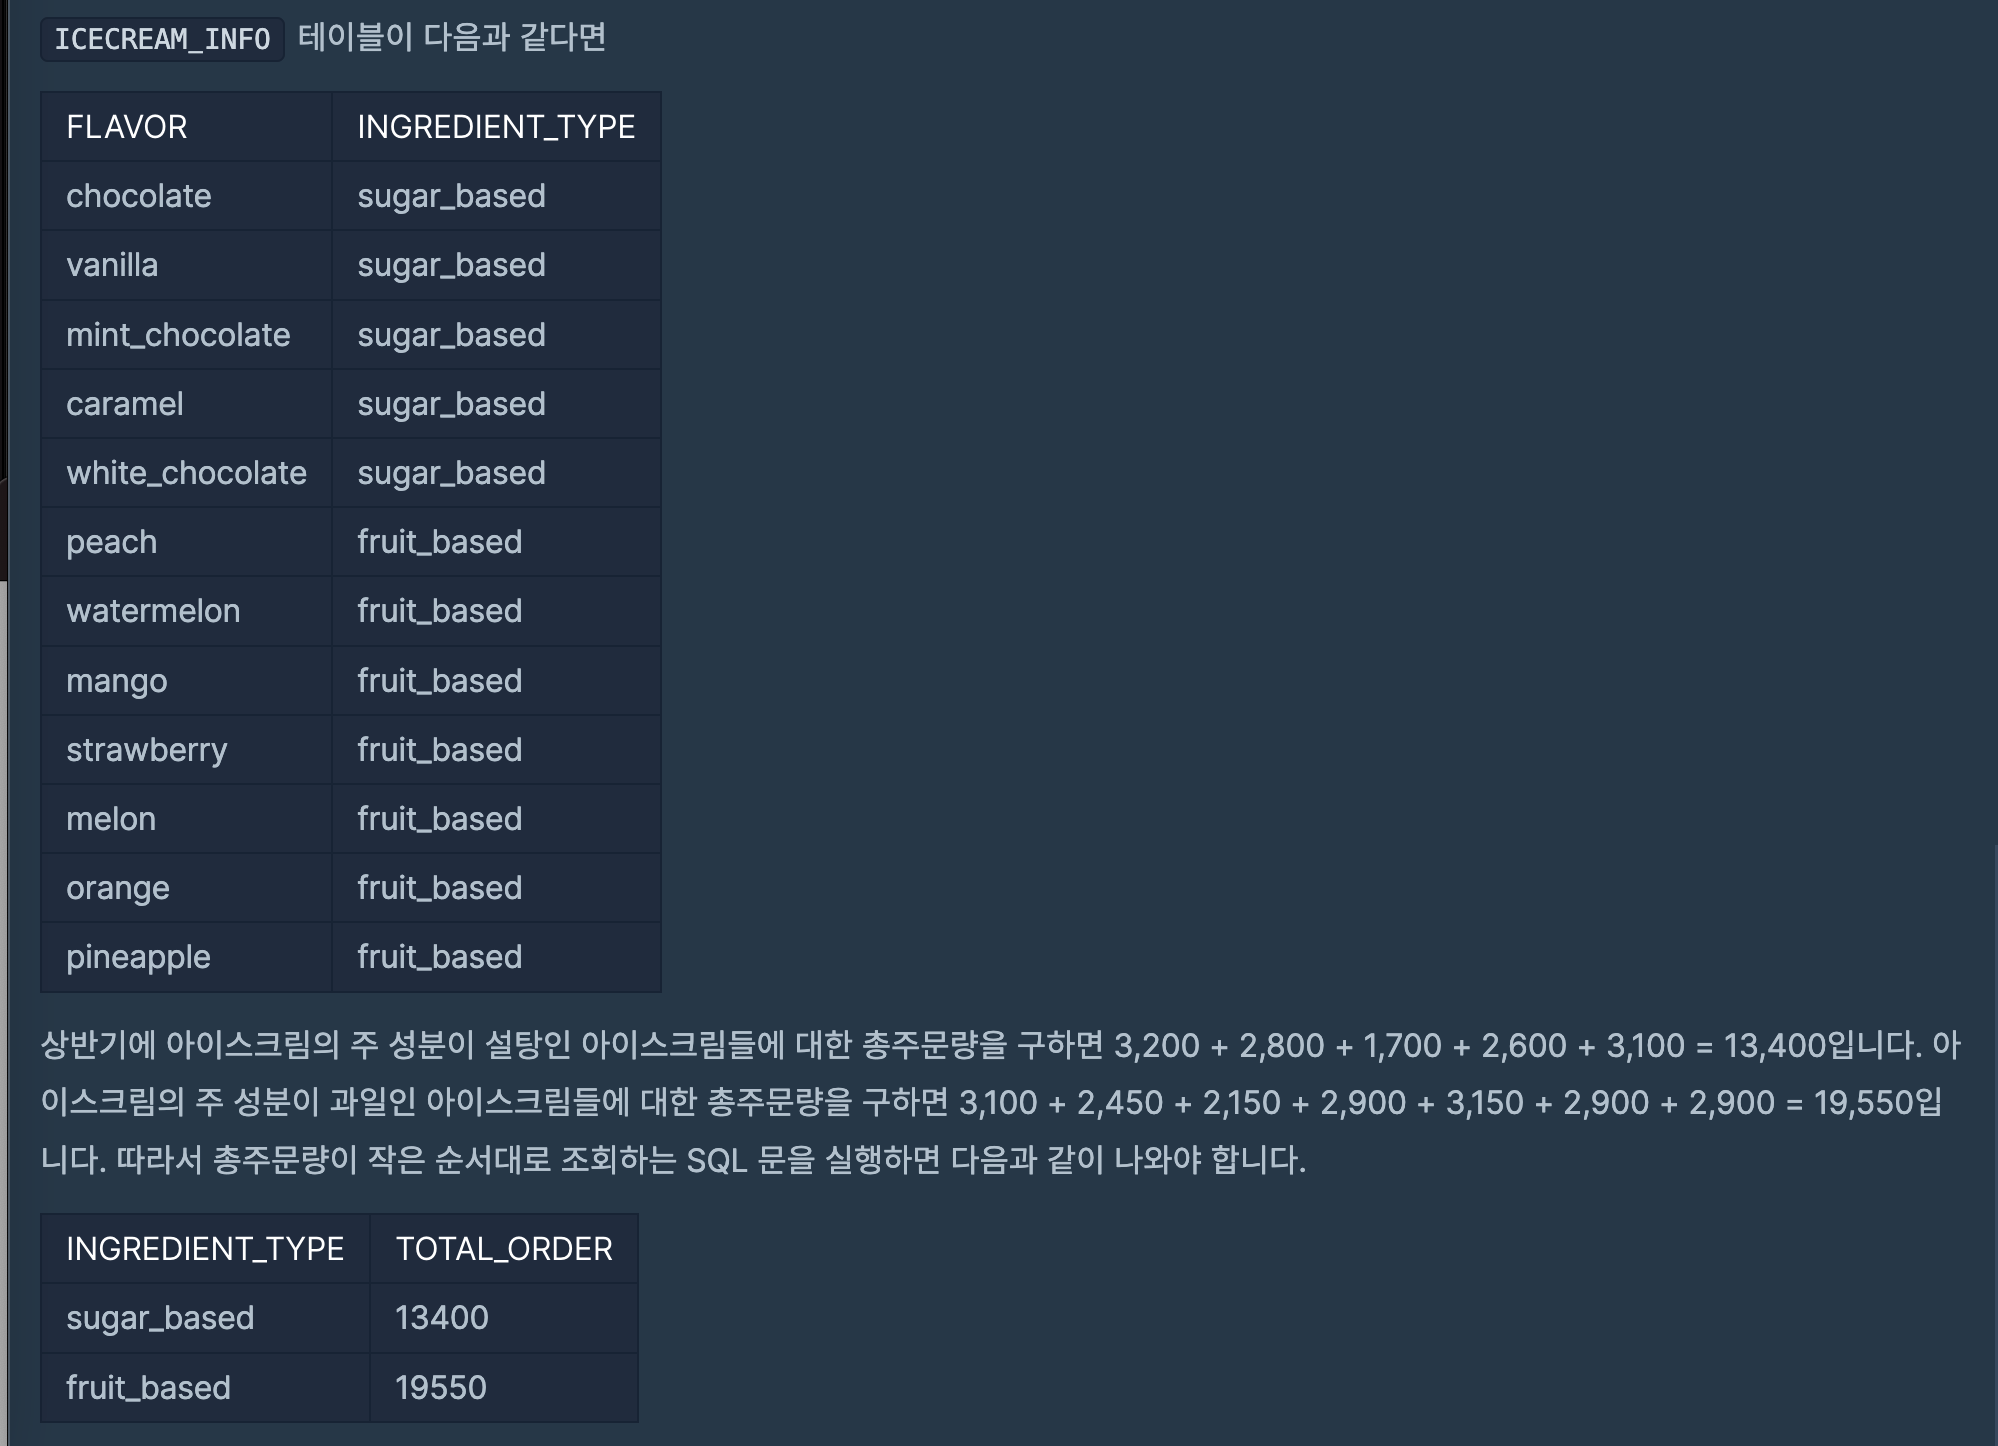 ICECREAM_INFO 테이블이 다음과 같다면
FLAVOR INGREDIENT_TYPE
chocolate sugar_based
vanilla sugar_based
mint_chocolate sugar_based
caramel sugar_based
white_chocolate sugar_based
peach fruit_based
watermelon fruit_based
mango fruit_based
strawberry fruit_based
melon fruit_based
orange fruit_based
pineapple fruit_based
상반기에 아이스크림의 주 성분이 설탕인 아이스크림들에 대한 총주문량을 구하면 3,200 + 2,800 + 1,700 + 2,600 + 3,100 = 13,400입니다. 아
이스크림의 주 성분이 과일인 아이스크림들에 대한 총주문량을 구하면 3,100 + 2,450 + 2,150 + 2,900 + 3,150 + 2,900 + 2,900 = 19,550입
니다. 따라서 총주문량이 작은 순서대로 조회하는 SQL 문을 실행하면 다음과 같이 나와야 합니다.
INGREDIENT_TYPE TOTAL_ORDER
sugar_based 13400
fruit_based 19550